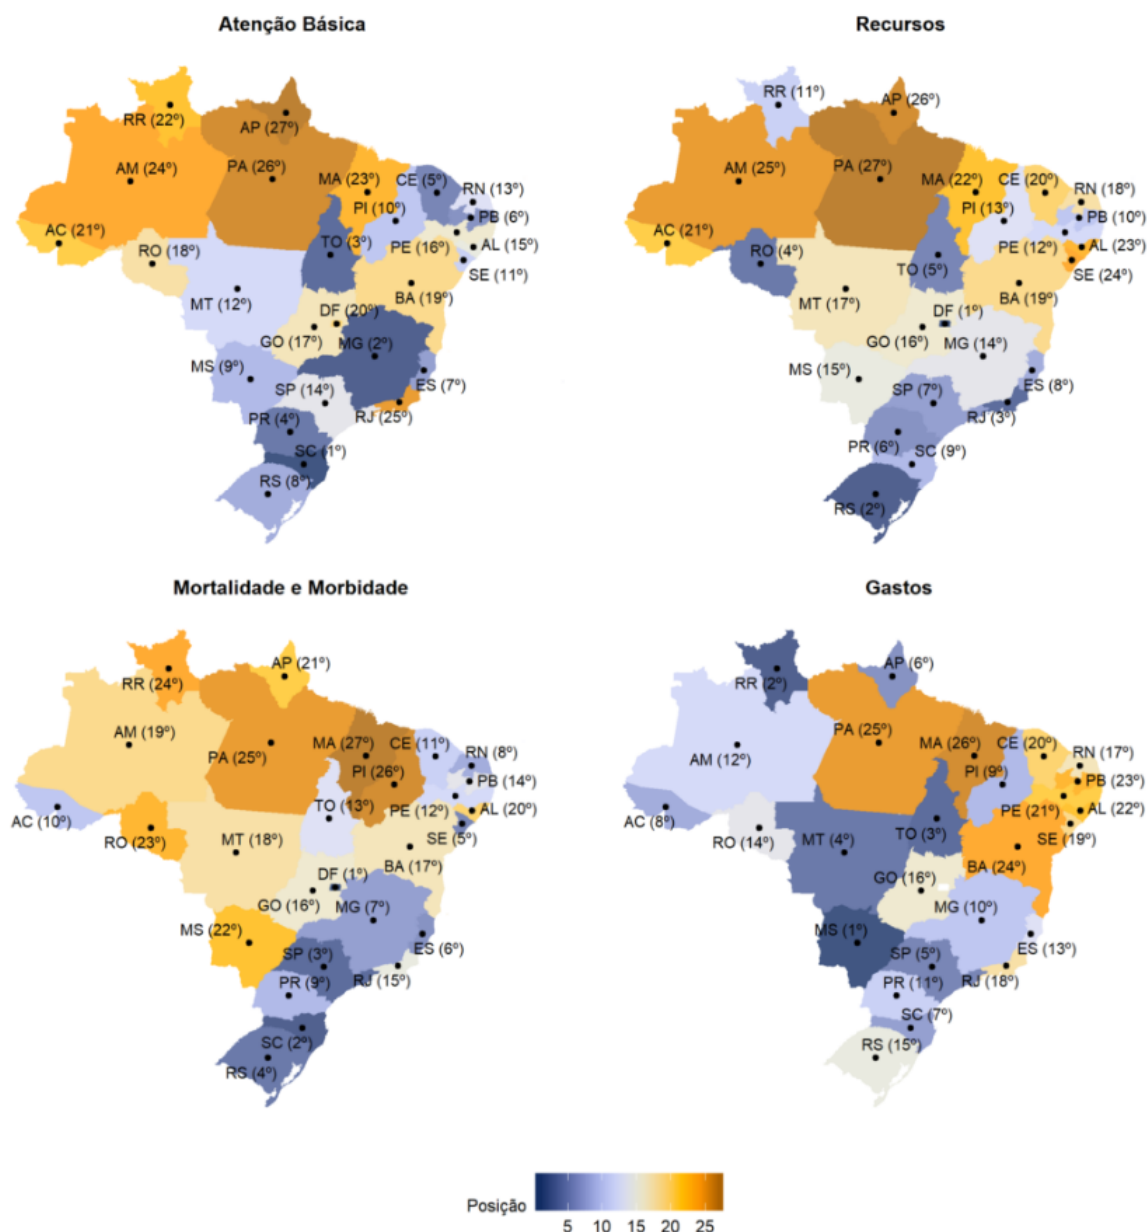 Atenção Básica
RR (22º)
AP (27º)
AM (24º)
PA (26º)
MA (23º)
CE (5º)
RN (13º)
PI (10º)
PB (6º)
AC (21º)
RO (18º)
TO (3º)
PE (16º)
AL (15º)
SE (11º)
MT (12º)
BA (19º)
DF (20º)
GO (17º)
MG (2º)
MS (9º)
SP (14º)
ES (7º)
PR (4º)
RJ (25º)
SC (1º)
RS (8º)
Recursos
RR (11º)
AP (26º)
AM (25º)
PA (27º)
MA (22º)
CE (20º)
RN (18º)
PI (13º)
PB (10º)
AC (21º)
RO (4º)
TO (5º)
PE (12º)
AL (23º)
SE (24º)
MT (17º)
BA (19º)
DF (1º)
GO (16º)
MG (14º)
MS (15º)
SP (7º)
ES (8º)
RJ (3º)
PR (6º)
SC (9º)
RS (2º)
Mortalidade e Morbidade
RR (24º)
AP (21º)
AM (19º)
PA (25º)
MA (27º)
CE (11º)
RN (8º)
PI (26º)
PB (14º)
AC (10º)
RO (23º)
TO (13º)
PE (12º)
AL (20º)
SE (5º)
MT (18º)
BA (17º)
DF (1º)
GO (16º)
MG (7º)
MS (22º)
SP (3º)
ES (6º)
PR (9º)
RJ (15º)
SC (2º)
RS (4º)
Gastos
RR (2º)
AP (6º)
AM (12º)
PA (25º)
MA (26º)
CE (20º)
RN (17º)
PI (9º)
PB (23º)
AC (8º)
RO (14º)
TO (3º)
PE (21º)
AL (22º)
SE (19º)
MT (4º)
BA (24º)
GO (16º)
MG (10º)
MS (1º)
SP (5º)
ES (13º)
PR (11º)
RJ (18º)
SC (7º)
RS (15º)
Posição
5 10 15 20 25